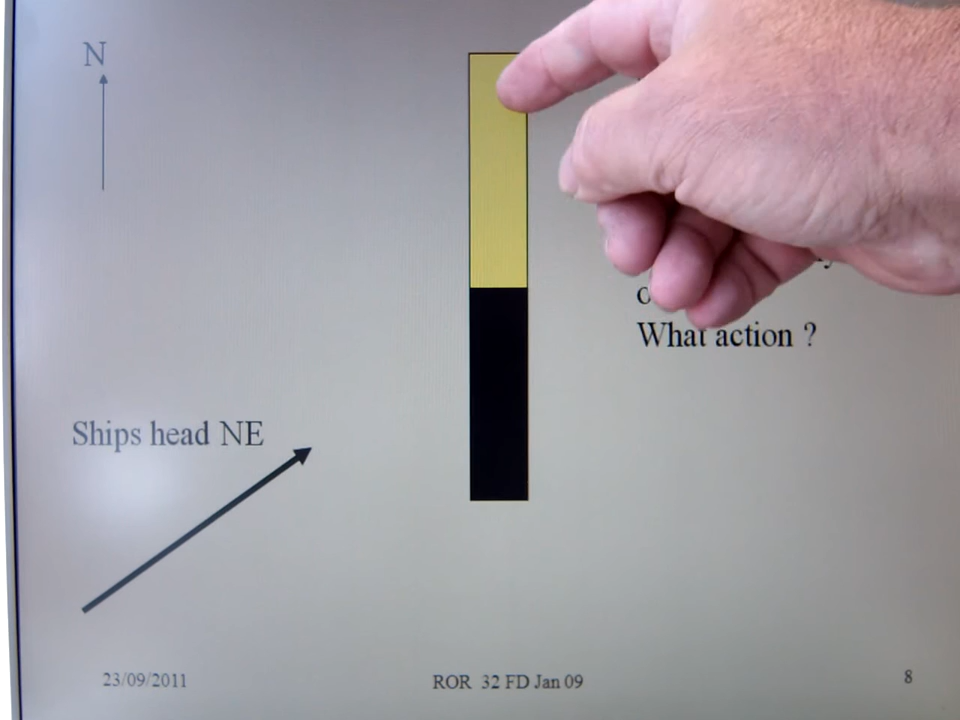 N
What action ?
Ships head NE
23/09/2011
ROR 32 FD Jan 09
8